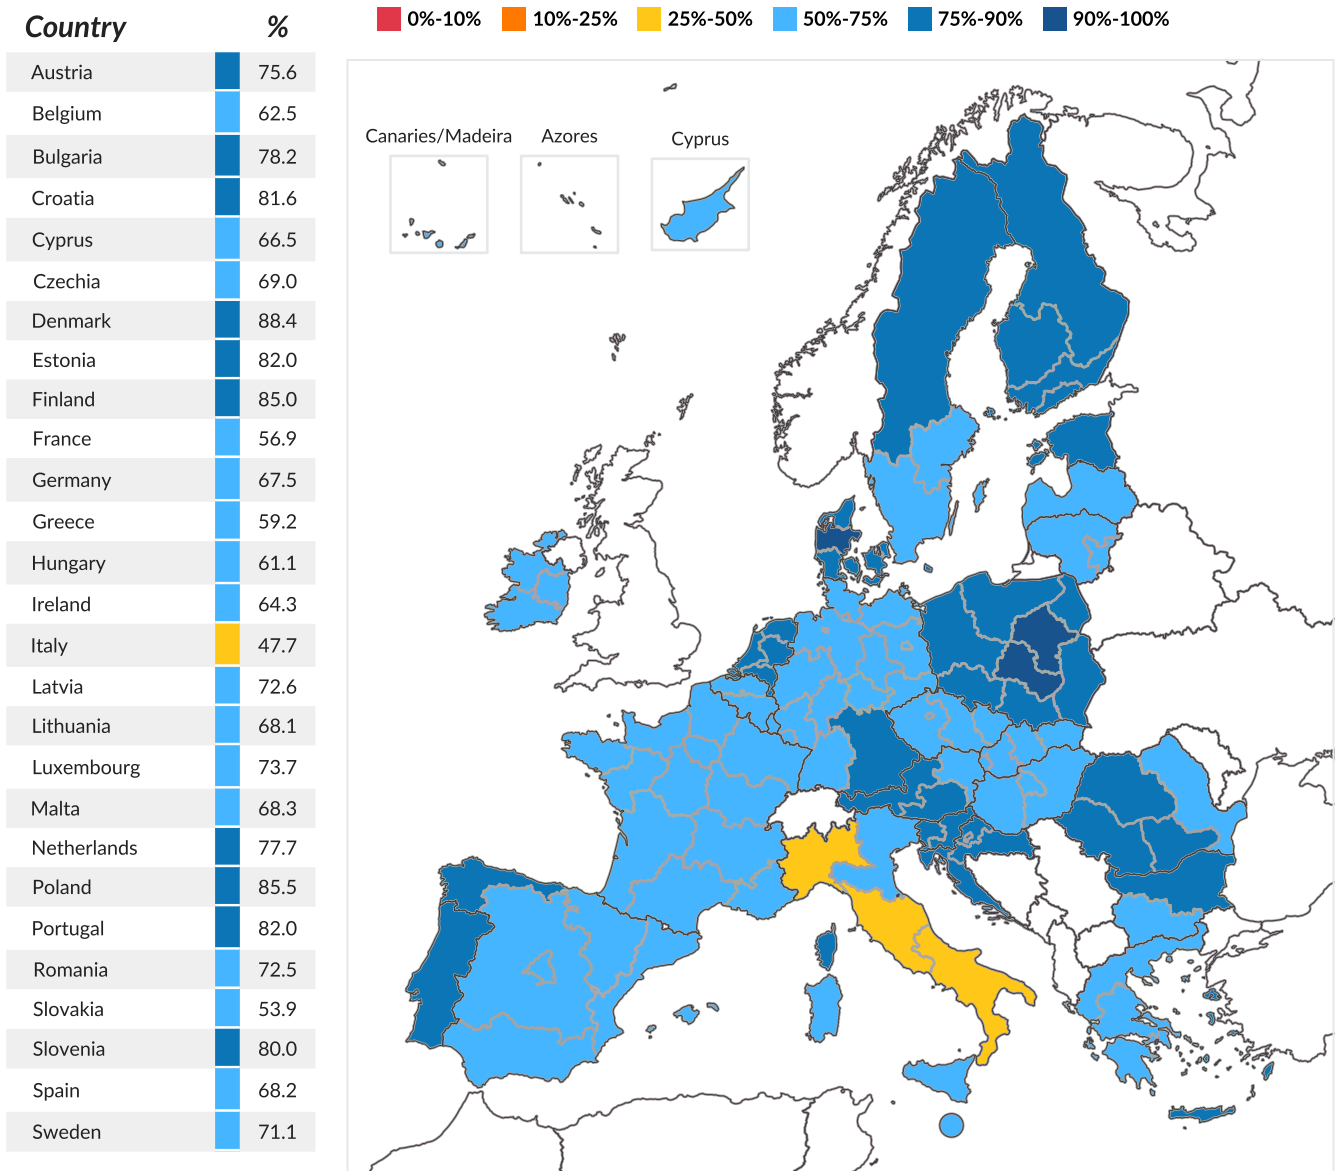 Country %
0%-10% 10%-25% 25%-50% 50%-75% 75%-90% 90%-100%
Austria 75.6
Belgium 62.5
Bulgaria 78.2
Croatia 81.6
Cyprus 66.5
Czechia 69.0
Denmark 88.4
Estonia 82.0
Finland 85.0
France 56.9
Germany 67.5
Greece 59.2
Hungary 61.1
Ireland 64.3
Italy 47.7
Latvia 72.6
Lithuania 68.1
Luxembourg 73.7
Malta 68.3
Netherlands 77.7
Poland 85.5
Portugal 82.0
Romania 72.5
Slovakia 53.9
Slovenia 80.0
Spain 68.2
Sweden 71.1
Canaries/Madeira Azores Cyprus